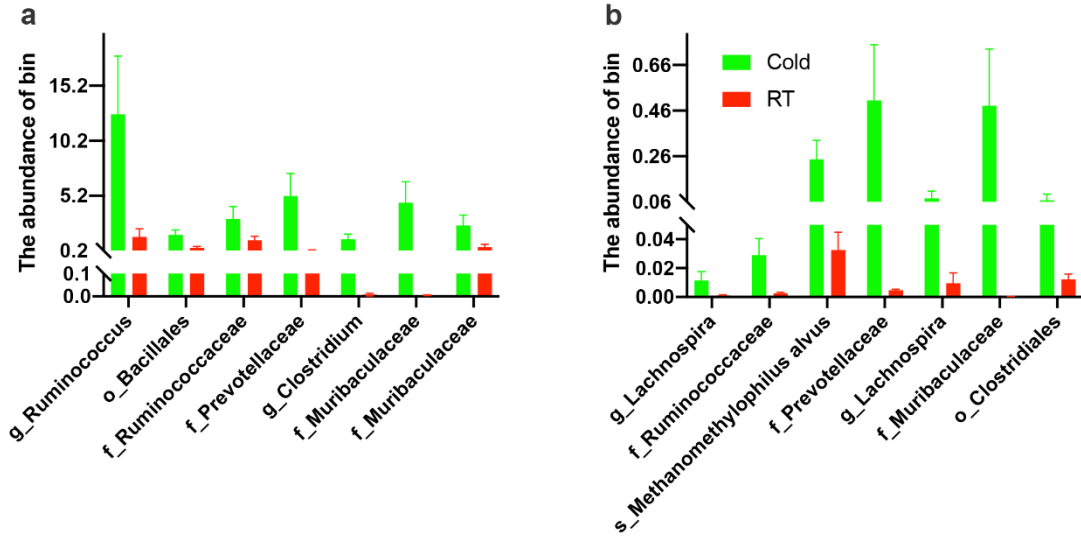 a
The abundance of bin
15.2
10.2
5.2
0.2
0.1
0.0
g_Ruminococcus
o_Bacillales
f_Ruminoccaceae
f_Prevotellaceae
g_Clostridium
f_Muribaculaceae
f_Muribaculaceae
b
The abundance of bin
0.66
0.46
0.26
0.06
0.04
0.02
0.00
Cold
RT
g_Lachnospira
f_Ruminococcaceae
s_Methanomethylophilus alvus
f_Prevotellaceae
g_Lachnospira
f_Muribaculaceae
o_Clostridiales